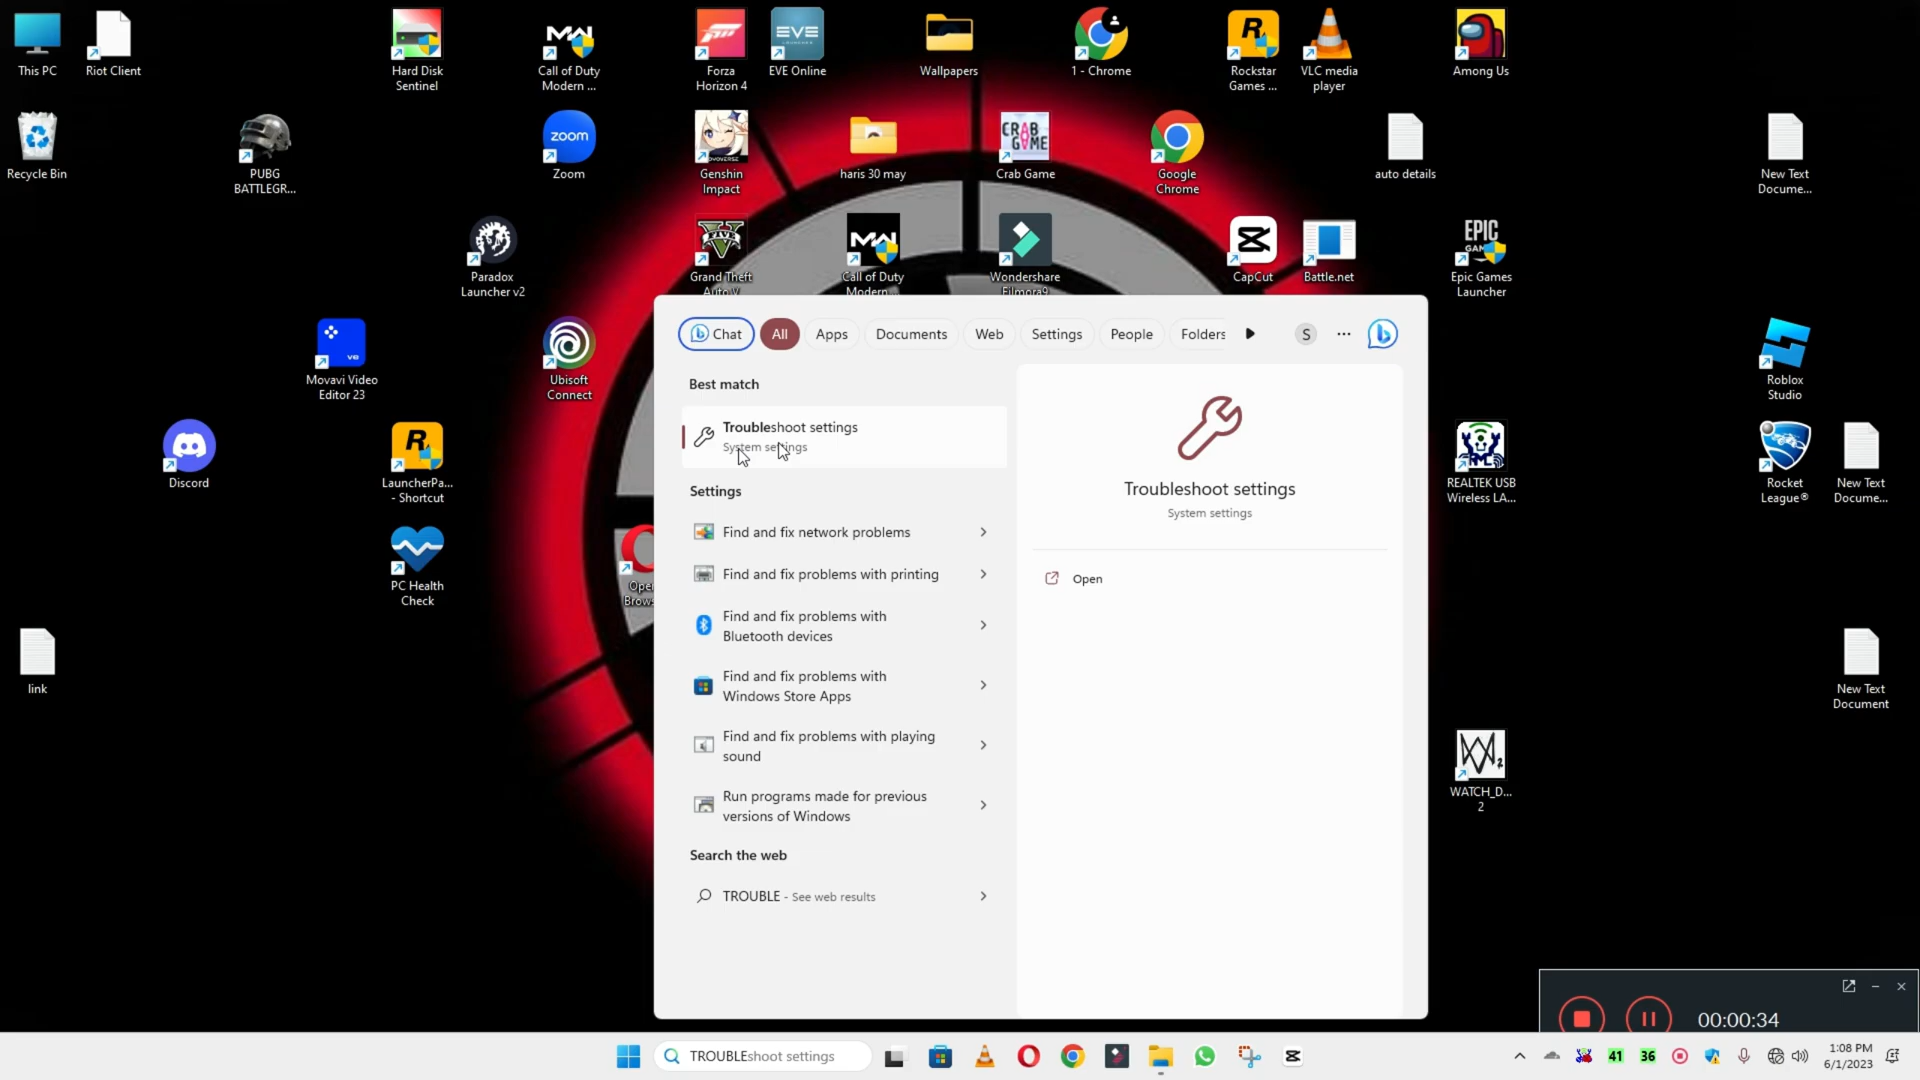 This PC
Riot Client
Hard Disk
Sentinel
Call of Duty
Modern ...
Forza
Horizon 4
EVE
EVE Online
Wallpapers
1 - Chrome
Rockstar
Games ...
VLC media
player
Among Us
Recycle Bin
PUBG
BATTLEGR...
zoom
Zoom
Genshin
Impact
haris 30 may
CRAB
GAME
Crab Game
Google
Chrome
auto details
New Text
Docume...
Paradox
Launcher v2
Grand Theft
Auto V
Call of Duty
Modern...
Wondershare
Filmora9
CapCut
Battle.net
EPIC
GAMES
Epic Games
Launcher
Movavi Video
Editor 23
Ubisoft
Connect
Roblox
Studio
Discord
LauncherPa...
- Shortcut
REALTEK USB
Wireless LA...
Rocket
League®
New Text
Docume...
PC Health
Check
link
New Text
Document
WATCH_D...
2
Chat
All
Apps
Documents
Web
Settings
People
Folders
S
Best match
Troubleshoot settings
System settings
Settings
Find and fix network problems
Find and fix problems with printing
Find and fix problems with
Bluetooth devices
Find and fix problems with
Windows Store Apps
Find and fix problems with playing
sound
Run programs made for previous
versions of Windows
Search the web
TROUBLE - See web results
Troubleshoot settings
System settings
Open
00:00:34
TROUBLEshoot settings
41
36
1:08 PM
6/1/2023